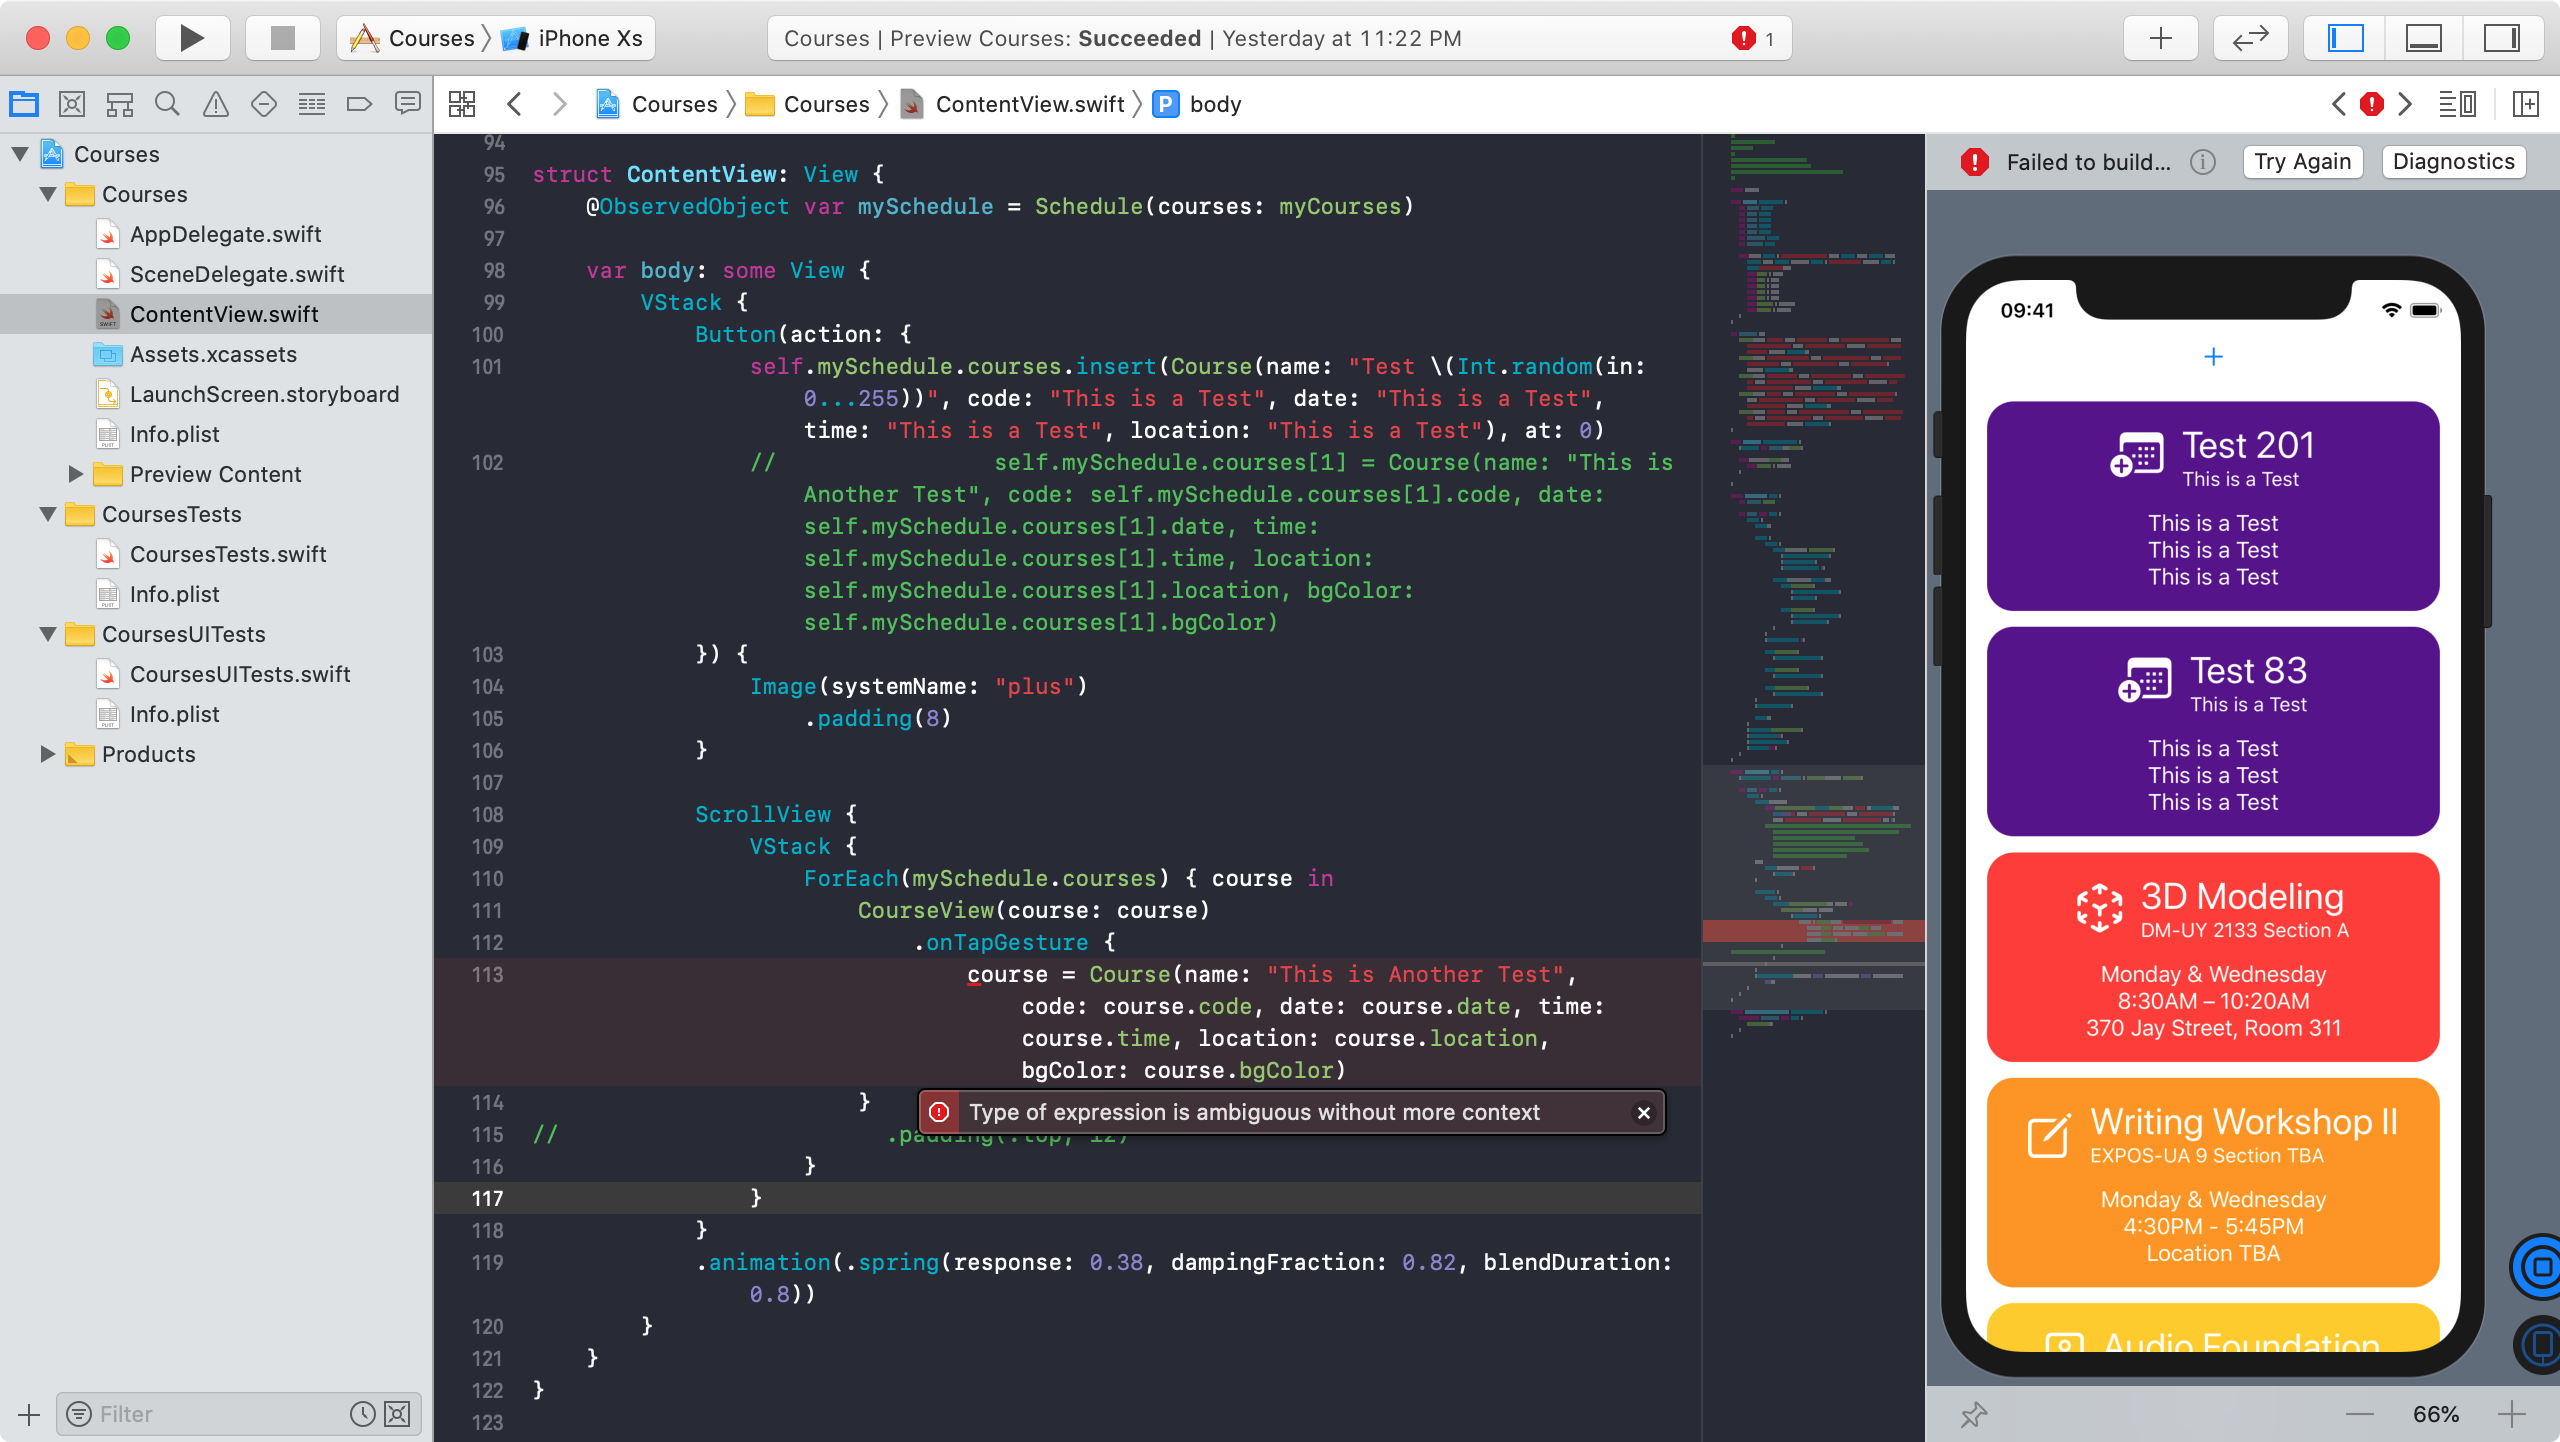 Courses
iPhone Xs
Courses | Preview Courses: Succeeded | Yesterday at 11:22 PM
1
Courses
Courses
ContentView.swift
P body
Courses
Courses
AppDelegate.swift
SceneDelegate.swift
ContentView.swift
Assets.xcassets
LaunchScreen.storyboard
Info.plist
Preview Content
CoursesTests
CoursesTests.swift
Info.plist
CoursesUITests
CoursesUITests.swift
Info.plist
Products
Filter
94
95 struct ContentView: View {
96 @ObservedObject var mySchedule = Schedule(courses: myCourses)
97
98 var body: some View {
99 VStack {
100 Button(action: {
101 self.mySchedule.courses.insert(Course(name: "Test \(Int.random(in:
0...255))", code: "This is a Test", date: "This is a Test",
time: "This is a Test", location: "This is a Test"), at: 0)
102 // self.mySchedule.courses[1] = Course(name: "This is
Another Test", code: self.mySchedule.courses[1].code, date:
self.mySchedule.courses[1].date, time:
self.mySchedule.courses[1].time, location:
self.mySchedule.courses[1].location, bgColor:
self.mySchedule.courses[1].bgColor)
103 }) {
104 Image(systemName: "plus")
105 .padding(8)
106 }
107
108 ScrollView {
109 VStack {
110 ForEach(mySchedule.courses) { course in
111 CourseView(course: course)
112 .onTapGesture {
113 course = Course(name: "This is Another Test",
code: course.code, date: course.date, time:
course.time, location: course.location,
bgColor: course.bgColor)
114 }
Type of expression is ambiguous without more context
115 // .padding(.top, 12)
116 }
117 }
118 }
119 .animation(.spring(response: 0.38, dampingFraction: 0.82, blendDuration:
0.8))
120 }
121 }
122 }
123
Failed to build...
Try Again
Diagnostics
09:41
+
Test 201
This is a Test
This is a Test
This is a Test
This is a Test
Test 83
This is a Test
This is a Test
This is a Test
This is a Test
3D Modeling
DM-UY 2133 Section A
Monday & Wednesday
8:30AM – 10:20AM
370 Jay Street, Room 311
Writing Workshop II
EXPOS-UA 9 Section TBA
Monday & Wednesday
4:30PM - 5:45PM
Location TBA
Audio Foundation
66%